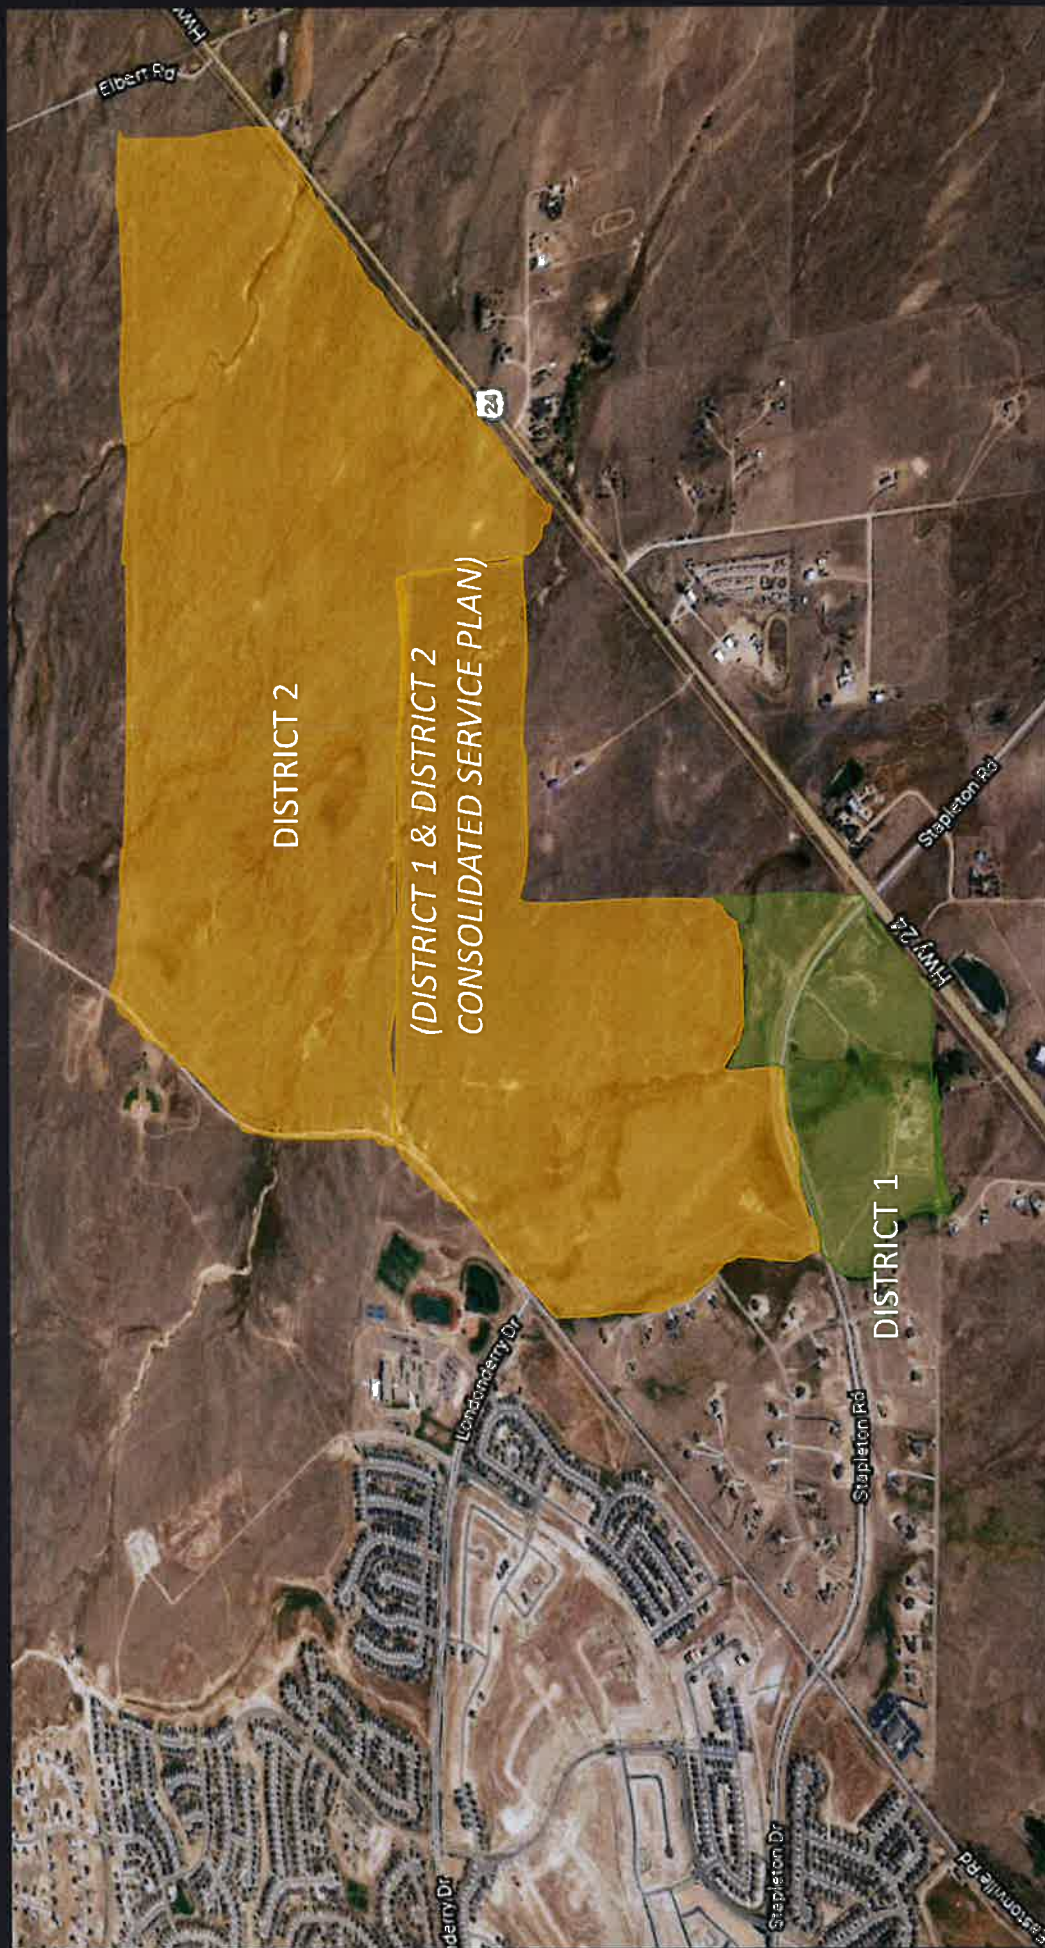 Elbert Rd
Hwy
24
DISTRICT 2
(DISTRICT 1 & DISTRICT 2
CONSOLIDATED SERVICE PLAN)
Stapleton Rd
Hwy 24
DISTRICT 1
Londonderry Dr
Stapleton Rd
derry Dr
Stapleton Dr
stonville Rd